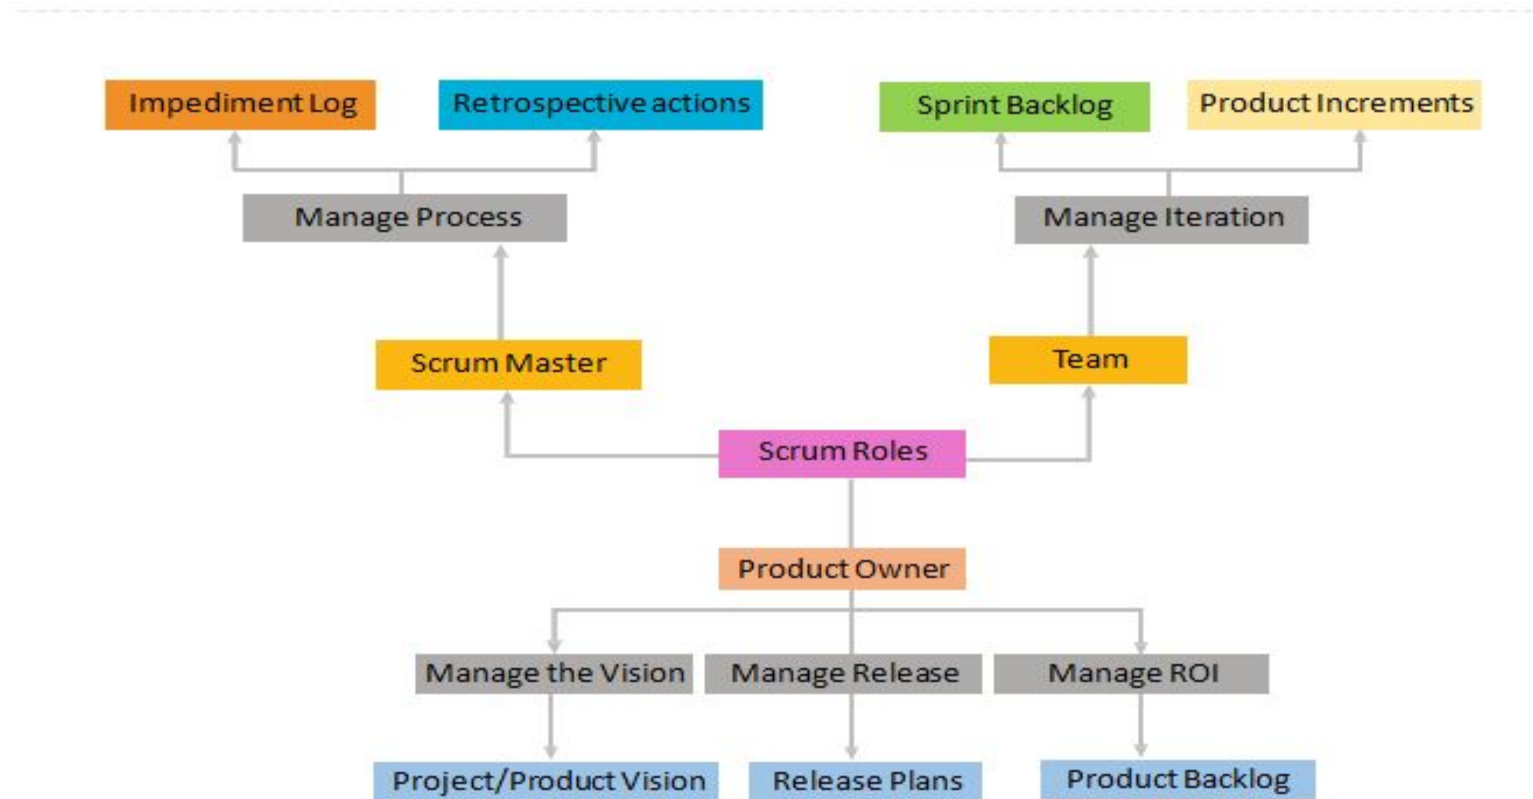 Impediment Log
Retrospective actions
Sprint Backlog
Product Increments
Manage Process
Manage Iteration
Scrum Master
Team
Scrum Roles
Product Owner
Manage the Vision
Manage Release
Manage ROI
Project/Product Vision
Release Plans
Product Backlog